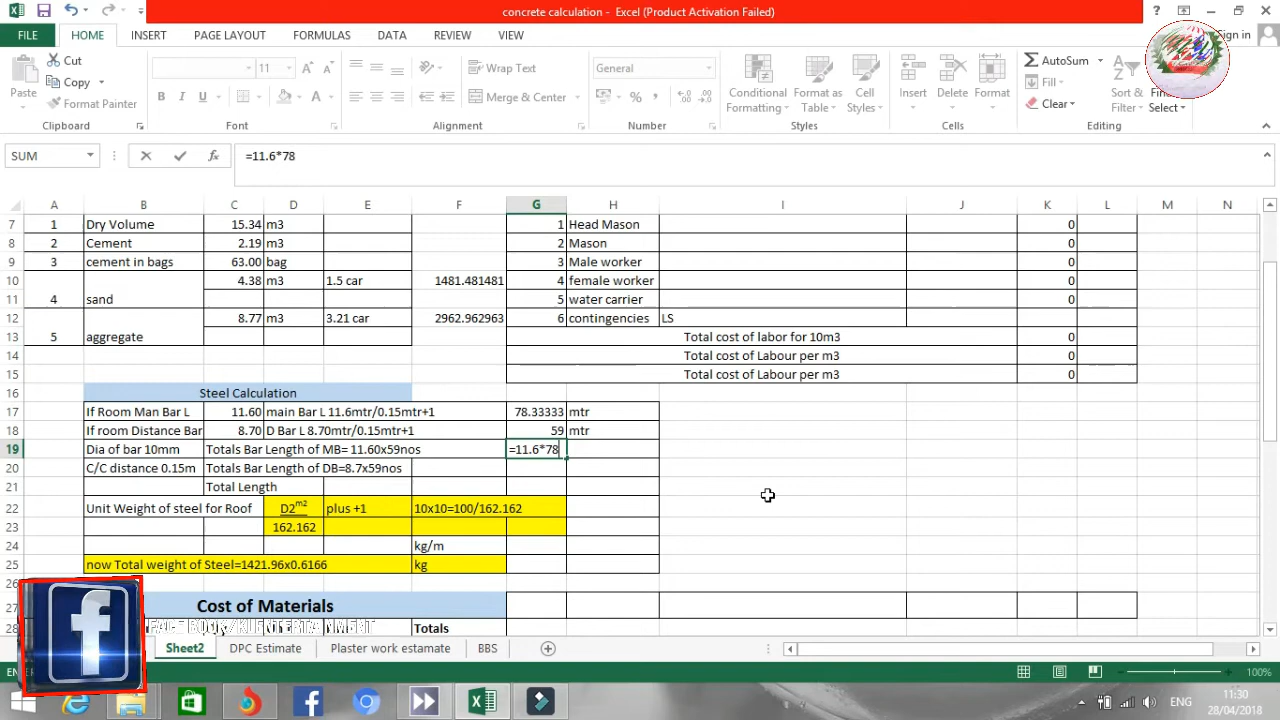 concrete calculation - Excel (Product Activation Failed)
Sign in
FILE HOME INSERT PAGE LAYOUT FORMULAS DATA REVIEW VIEW
Paste
Cut
Copy
Format Painter
11
Wrap Text
Merge & Center
General
Conditional Formatting
Format as Table
Cell Styles
Insert
Delete
Format
AutoSum
Fill
Clear
Sort & Filter
Select
Clipboard Font Alignment Number Styles Cells Editing
SUM =11.6*78
A B C D E F G H I J K L M N
7 1 Dry Volume 15.34 m3 1 Head Mason 0
8 2 Cement 2.19 m3 2 Mason 0
9 3 cement in bags 63.00 bag 3 Male worker 0
10 4.38 m3 1.5 car 1481.481481 4 female worker 0
11 4 sand 5 water carrier 0
12 8.77 m3 3.21 car 2962.962963 6 contingencies LS 0
13 5 aggregate Total cost of labor for 10m3 0
14 Total cost of Labour per m3 0
15 Total cost of Labour per m3 0
16 Steel Calculation
17 If Room Man Bar L 11.60 main Bar L 11.6mtr/0.15mtr+1 78.33333 mtr
18 If room Distance Bar 8.70 D Bar L 8.70mtr/0.15mtr+1 59 mtr
19 Dia of bar 10mm Totals Bar Length of MB= 11.60x59nos =11.6*78
20 C/C distance 0.15m Totals Bar Length of DB=8.7x59nos
21 Total Length
22 Unit Weight of steel for Roof D2m2 plus +1 10x10=100/162.162
23 162.162
24 kg/m
25 now Total weight of Steel=1421.96x0.6166 kg
26
27 Cost of Materials
28 Totals
FACEBOOK/KUENTERTAINMENT
Sheet2 DPC Estimate Plaster work estamate BBS
100%
ENG
11:30
28/04/2018